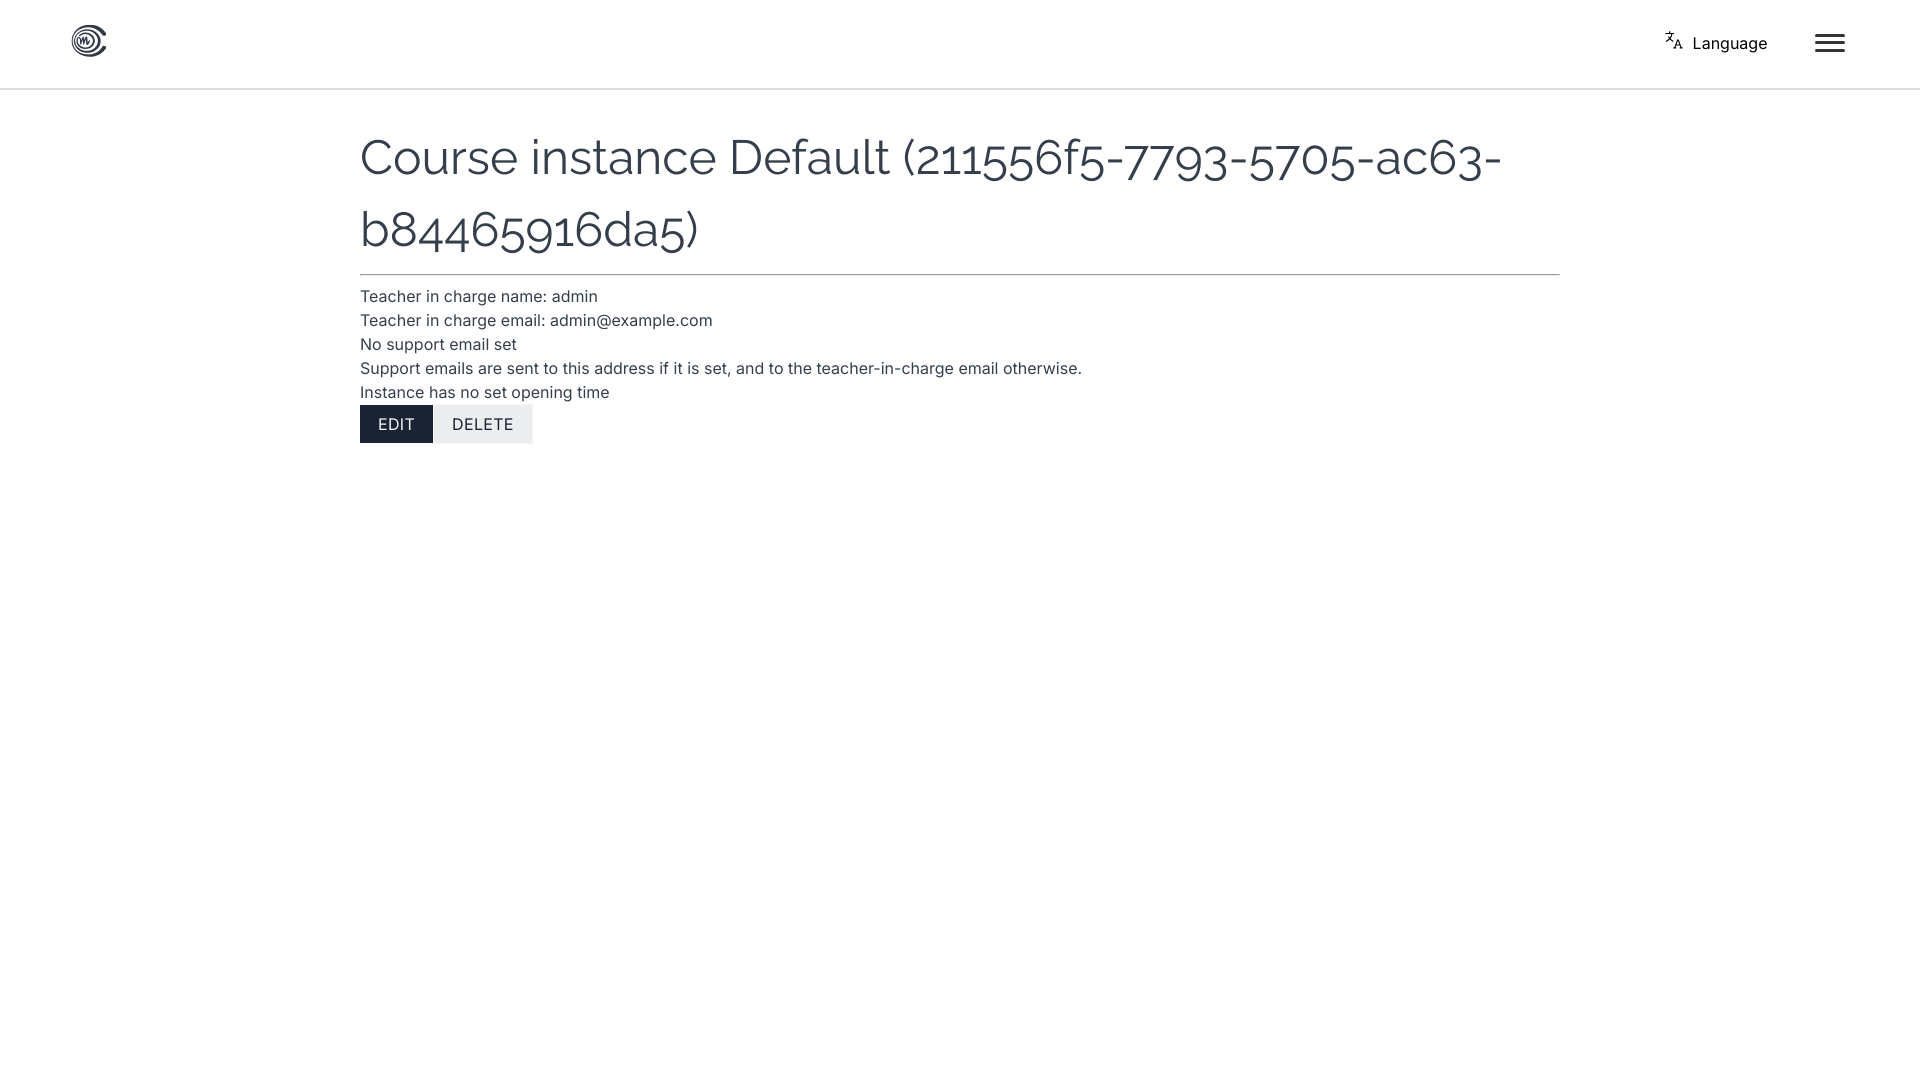 Language
Course instance Default (211556f5-7793-5705-ac63-
b84465916da5)
Teacher in charge name: admin
Teacher in charge email: admin@example.com
No support email set
Support emails are sent to this address if it is set, and to the teacher-in-charge email otherwise.
Instance has no set opening time
EDIT DELETE